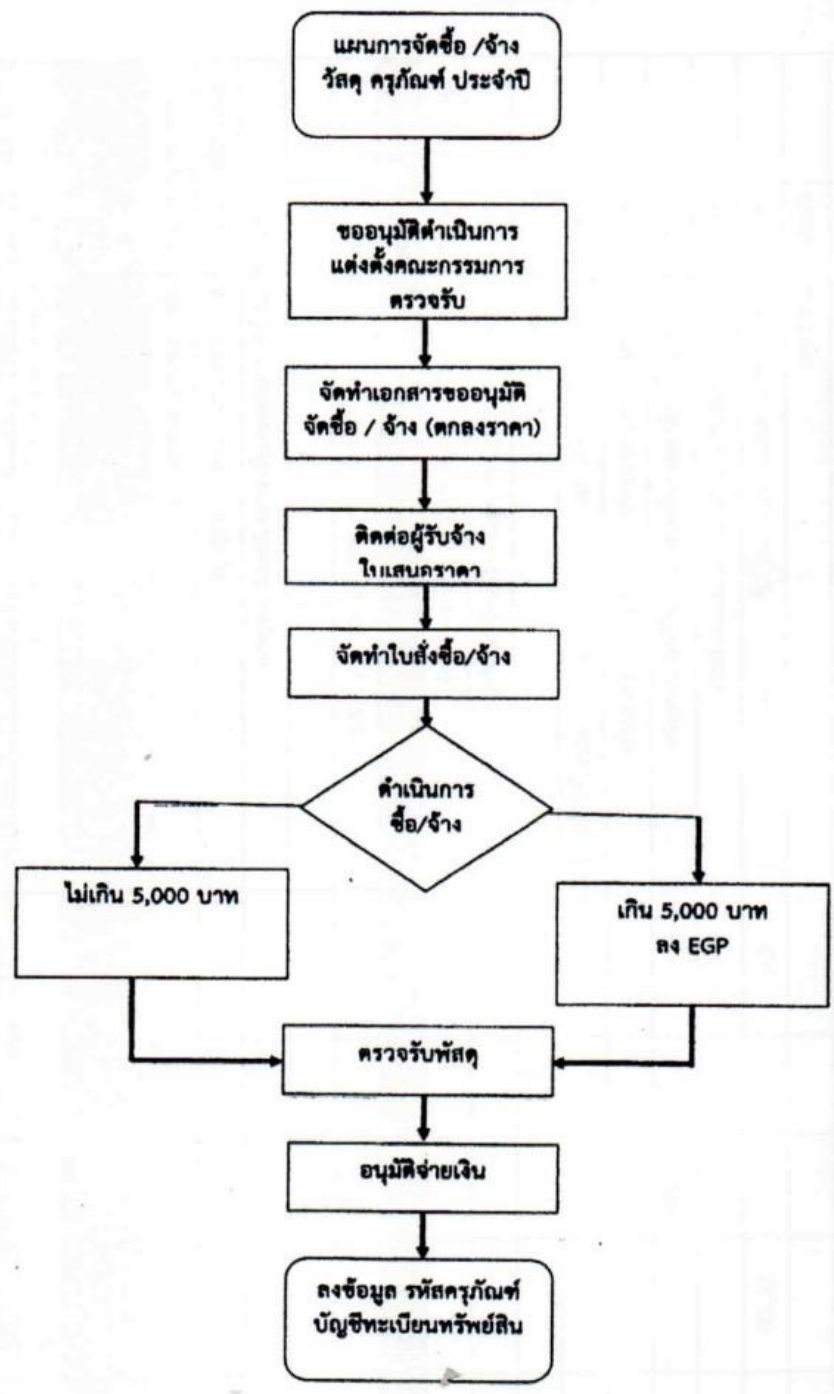 แผนการจัดซื้อ /จ้าง
วัสดุ ครุภัณฑ์ ประจำปี
ขออนุมัติดำเนินการ
แต่งตั้งคณะกรรมการ
ตรวจรับ
จัดทำเอกสารขออนุมัติ
จัดซื้อ / จ้าง (ตกลงราคา)
ติดต่อผู้รับจ้าง
ใบเสนอราคา
จัดทำใบสั่งซื้อ/จ้าง
ดำเนินการ
ซื้อ/จ้าง
ไม่เกิน 5,000 บาท
เกิน 5,000 บาท
ลง EGP
ตรวจรับพัสดุ
อนุมัติจ่ายเงิน
ลงข้อมูล รหัสครุภัณฑ์
บัญชีทะเบียนทรัพย์สิน